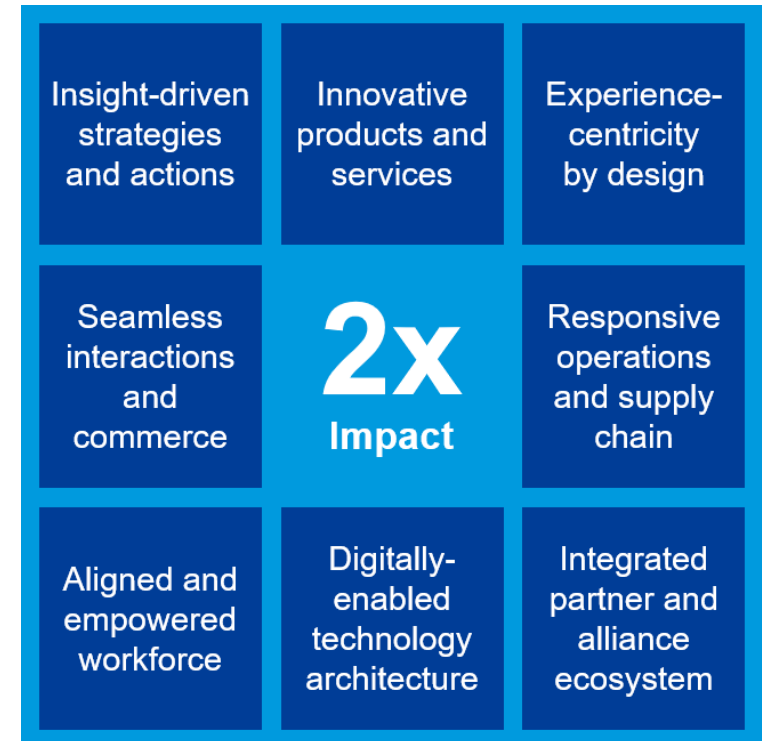 Insight-driven
strategies
and actions
Innovative
products and
services
Experience-
centricity
by design
Seamless
interactions
and
commerce
2x
Impact
Responsive
operations
and supply
chain
Aligned and
empowered
workforce
Digitally-
enabled
technology
architecture
Integrated
partner and
alliance
ecosystem